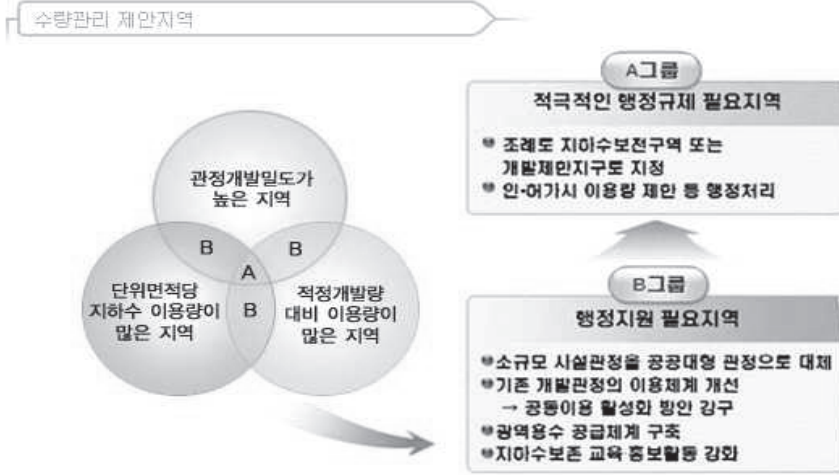 수량관리 제안지역
관정개발밀도가
높은 지역
B
B
A
단위면적당
지하수 이용량이
많은 지역
B
적정개발량
대비 이용량이
많은 지역
A그룹
적극적인 행정규제 필요지역
조례로 지하수보전구역 또는
개발제한지구로 지정
인·허가시 이용량 제한 등 행정처리
B그룹
행정지원 필요지역
소규모 시설관정을 공공대형 관정으로 대체
기존 개발관정의 이용체계 개선
→ 공동이용 활성화 방안 강구
광역용수 공급체계 구축
지하수보존 교육 홍보활동 강화